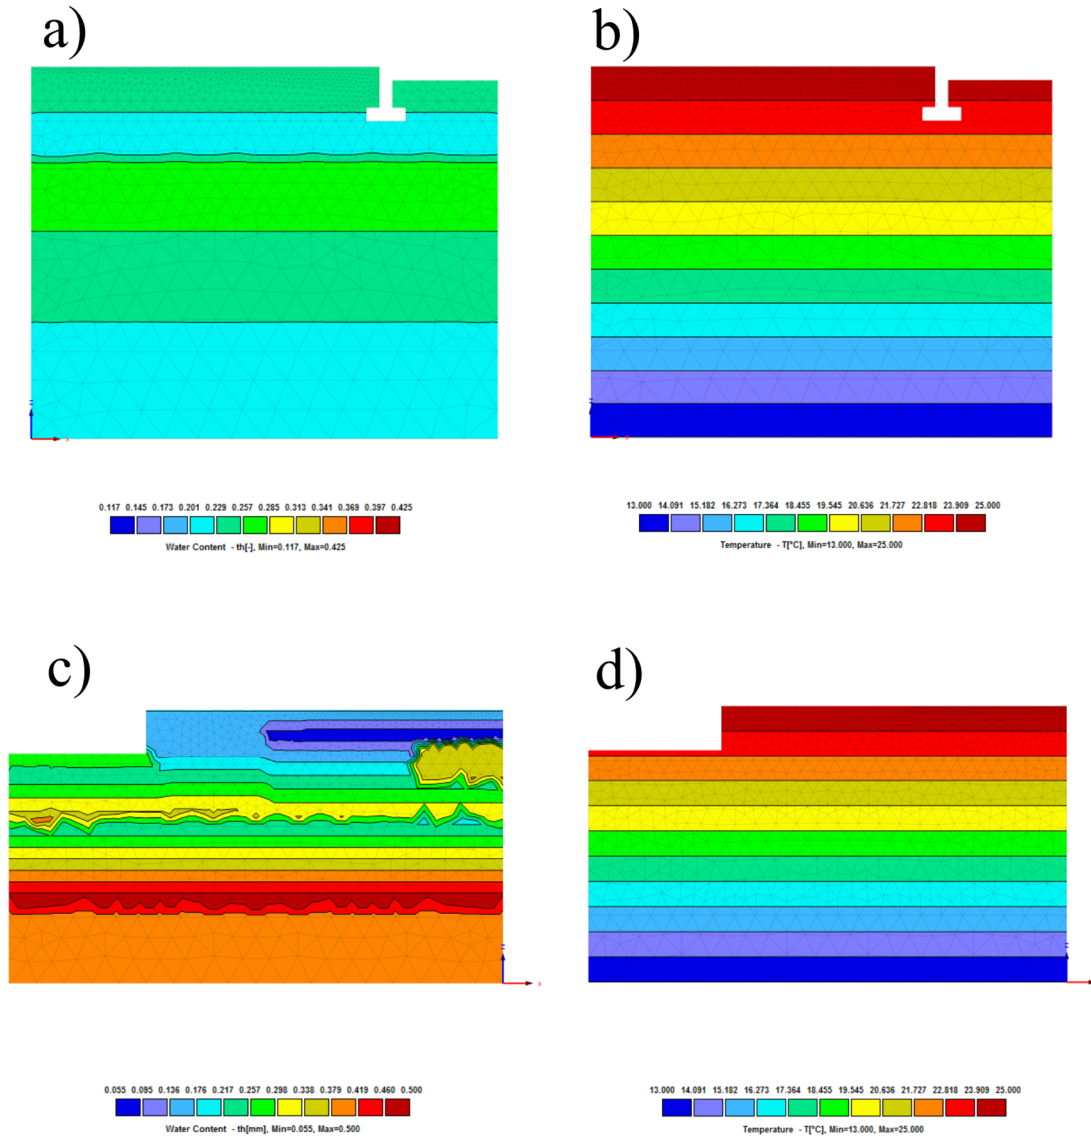 a)
b)
z
x
z
x
0.117 0.145 0.173 0.201 0.229 0.257 0.285 0.313 0.341 0.369 0.397 0.425
Water Content - th[-], Min=0.117, Max=0.425
13.000 14.091 15.182 16.273 17.364 18.455 19.545 20.636 21.727 22.818 23.909 25.000
Temperature - T[°C], Min=13.000, Max=25.000
c)
d)
z
x
z
0.055 0.095 0.136 0.176 0.217 0.257 0.298 0.338 0.379 0.419 0.460 0.500
Water Content - th[mm], Min=0.055, Max=0.500
13.000 14.091 15.182 16.273 17.364 18.455 19.545 20.636 21.727 22.818 23.909 25.000
Temperature - T[°C], Min=13.000, Max=25.000